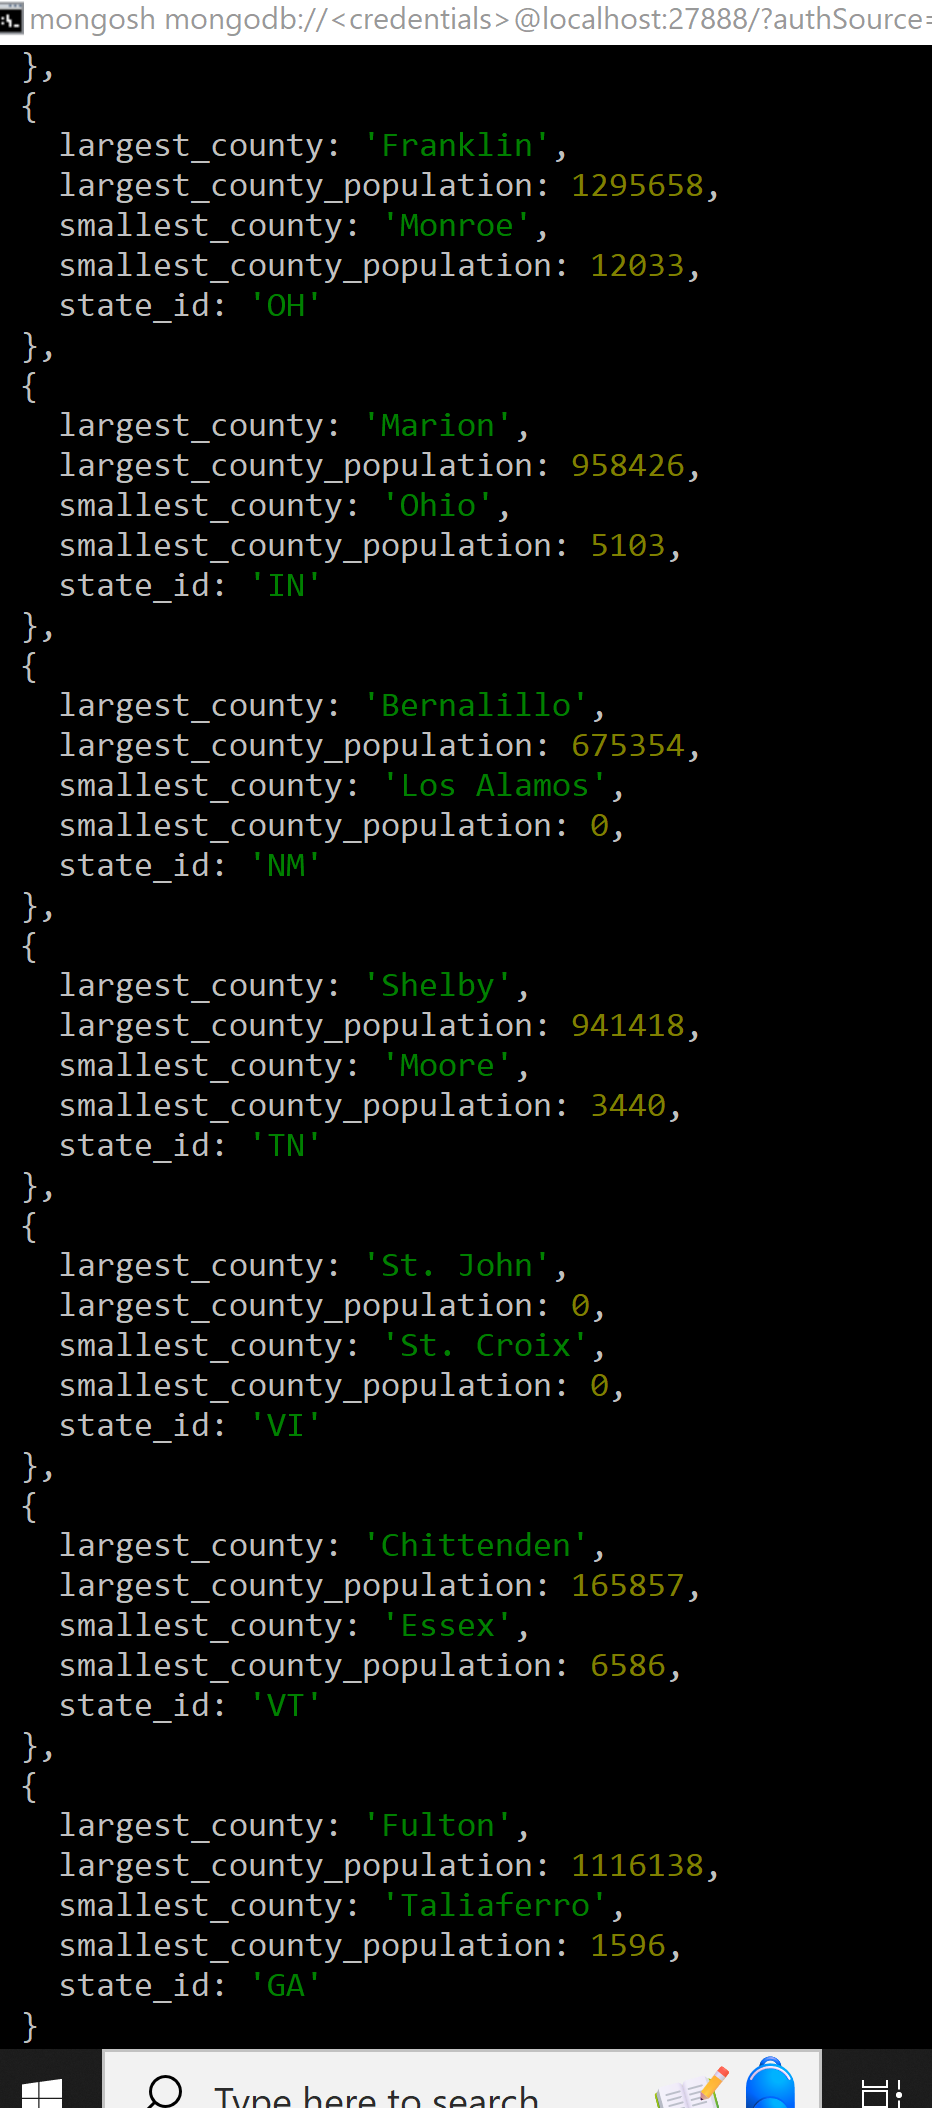 mongosh mongodb://<credentials>@localhost:27888/?authSource=
},
{
largest_county: 'Franklin',
largest_county_population: 1295658,
smallest_county: 'Monroe',
smallest_county_population: 12033,
state_id: 'OH'
},
{
largest_county: 'Marion',
largest_county_population: 958426,
smallest_county: 'Ohio',
smallest_county_population: 5103,
state_id: 'IN'
},
{
largest_county: 'Bernalillo',
largest_county_population: 675354,
smallest_county: 'Los Alamos',
smallest_county_population: 0,
state_id: 'NM'
},
{
largest_county: 'Shelby',
largest_county_population: 941418,
smallest_county: 'Moore',
smallest_county_population: 3440,
state_id: 'TN'
},
{
largest_county: 'St. John',
largest_county_population: 0,
smallest_county: 'St. Croix',
smallest_county_population: 0,
state_id: 'VI'
},
{
largest_county: 'Chittenden',
largest_county_population: 165857,
smallest_county: 'Essex',
smallest_county_population: 6586,
state_id: 'VT'
},
{
largest_county: 'Fulton',
largest_county_population: 1116138,
smallest_county: 'Taliaferro',
smallest_county_population: 1596,
state_id: 'GA'
}
Type here to search